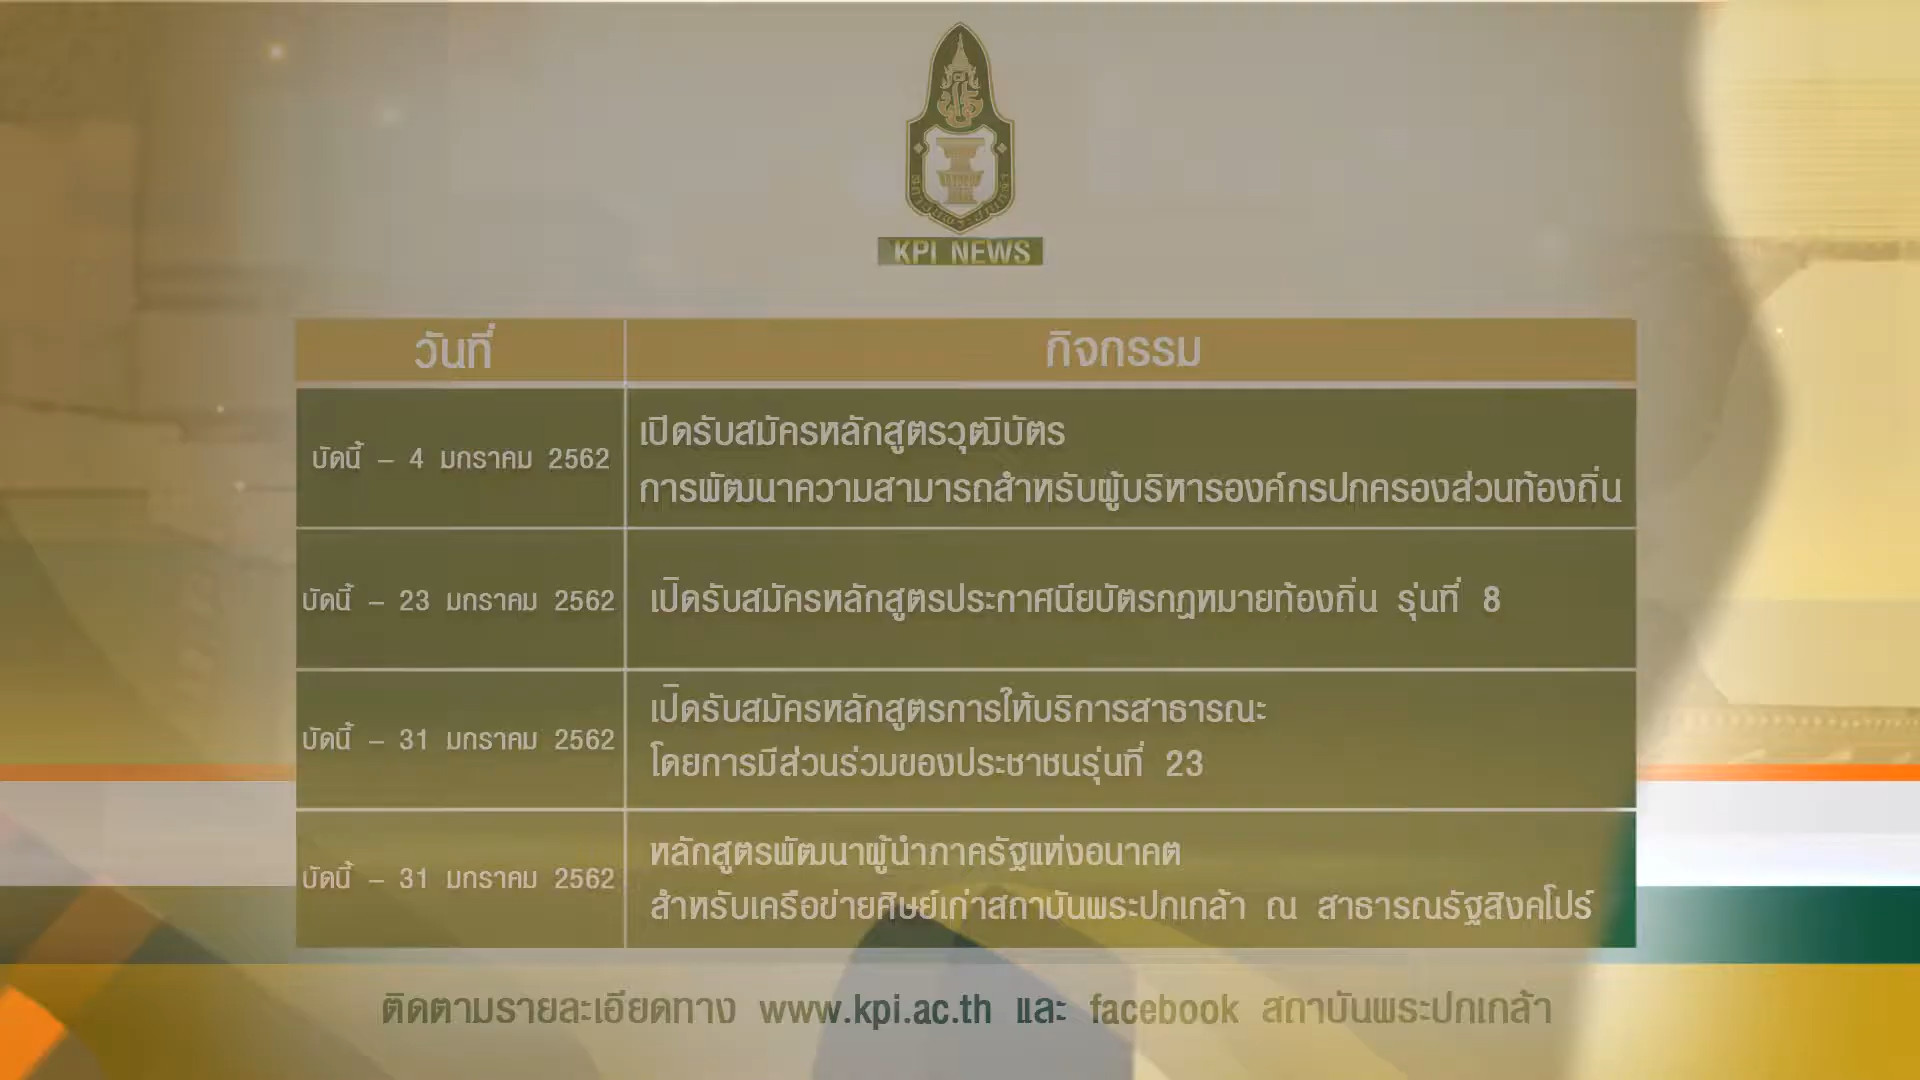 KPI NEWS
วันที่ กิจกรรม
บัดนี้ – 4 มกราคม 2562
เปิดรับสมัครหลักสูตรวุฒิบัตร
การพัฒนาความสามารถสำหรับผู้บริหารองค์กรปกครองส่วนท้องถิ่น
บัดนี้ – 23 มกราคม 2562
เปิดรับสมัครหลักสูตรประกาศนียบัตรกฎหมายท้องถิ่น รุ่นที่ 8
บัดนี้ – 31 มกราคม 2562
เปิดรับสมัครหลักสูตรการให้บริการสาธารณะ
โดยการมีส่วนร่วมของประชาชนรุ่นที่ 23
บัดนี้ – 31 มกราคม 2562
หลักสูตรพัฒนาผู้นำภาครัฐแห่งอนาคต
สำหรับเครือข่ายศิษย์เก่าสถาบันพระปกเกล้า ณ สาธารณรัฐสิงคโปร์
ติดตามรายละเอียดทาง www.kpi.ac.th และ facebook สถาบันพระปกเกล้า